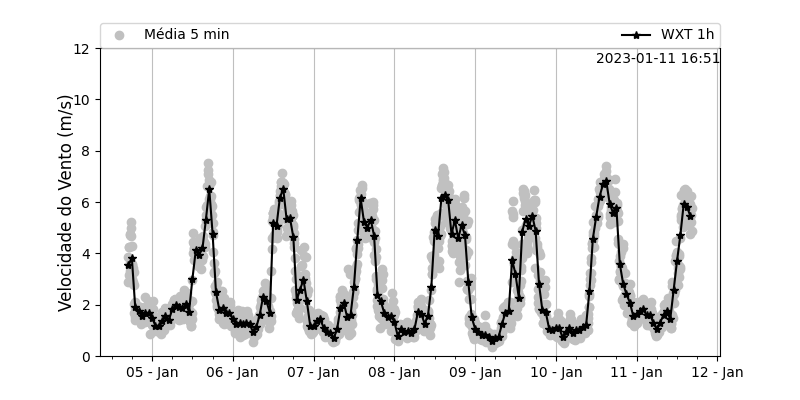 Média 5 min
WXT 1h
2023-01-11 16:51
Velocidade do Vento (m/s)
12
10
8
6
4
2
0
05 - Jan
06 - Jan
07 - Jan
08 - Jan
09 - Jan
10 - Jan
11 - Jan
12 - Jan